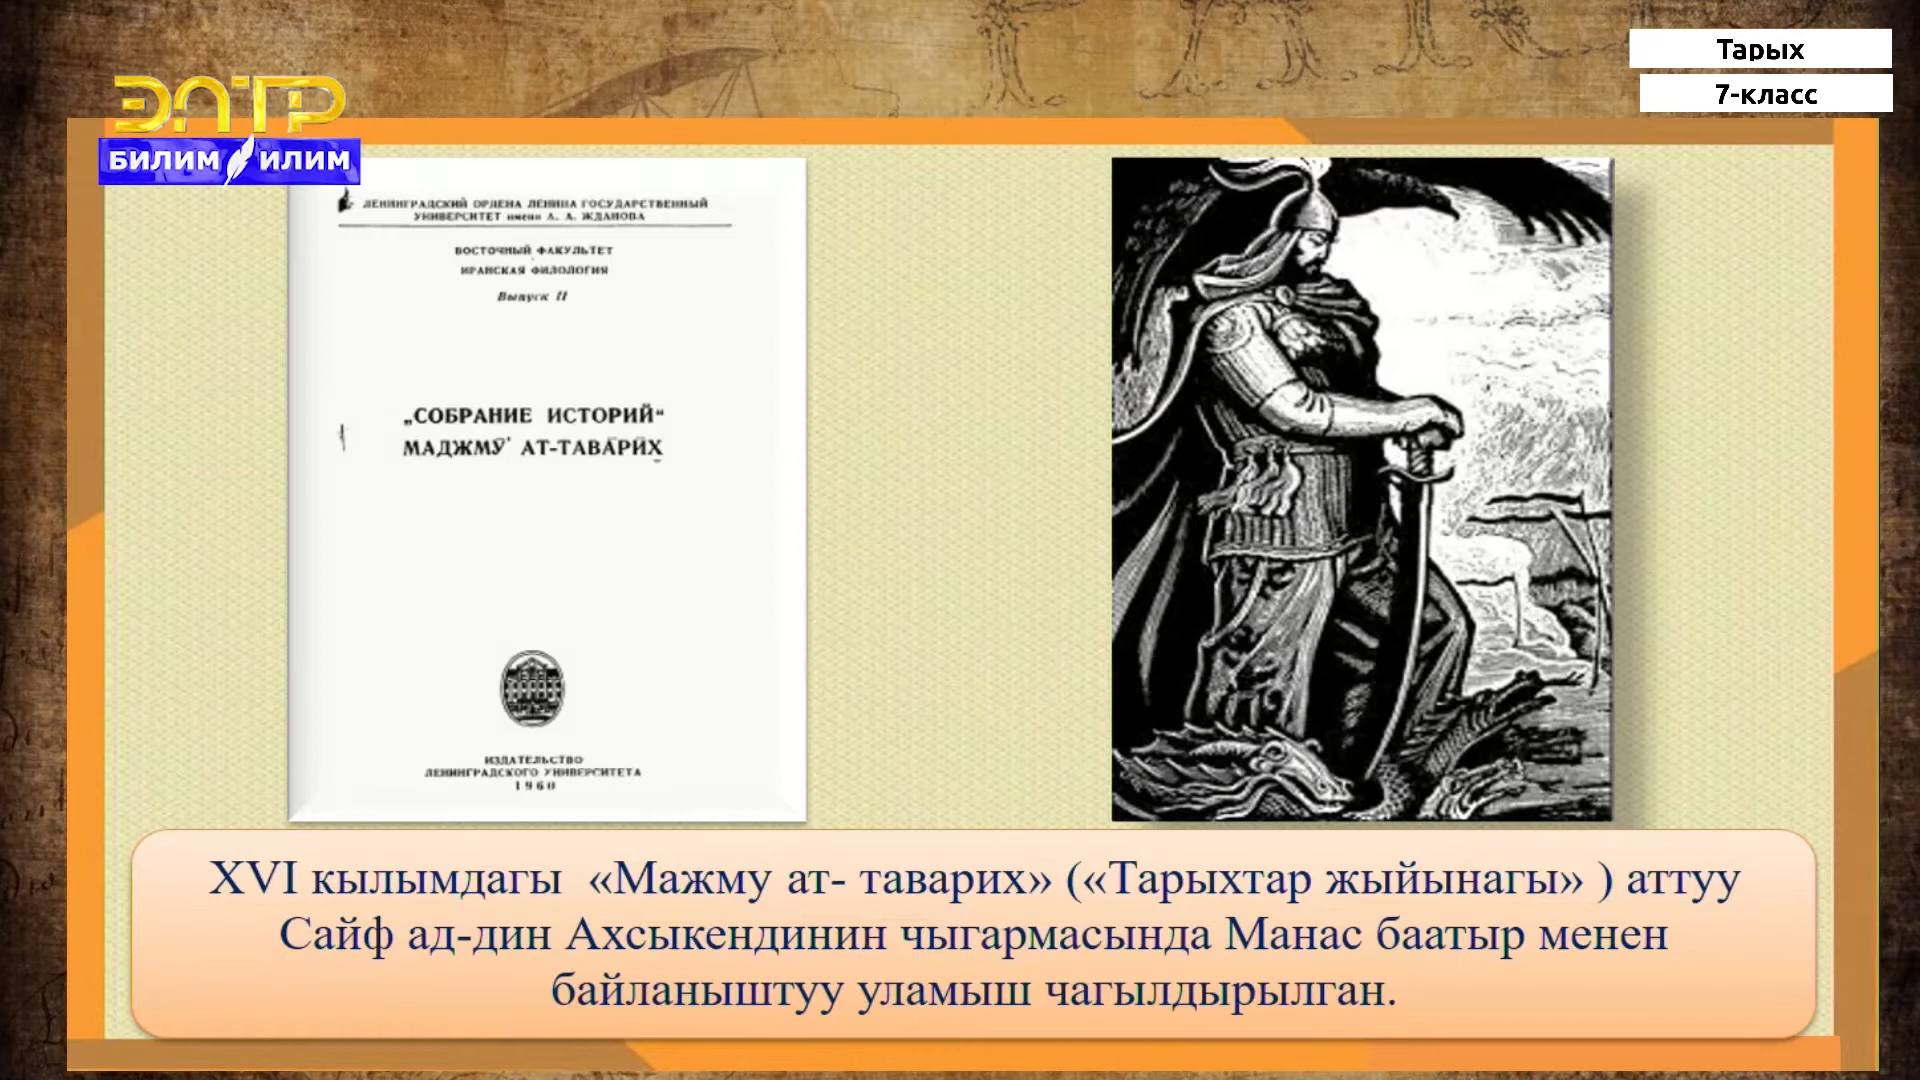 Тарых
7-класс
ЭЛТР
БИЛИМ ИЛИМ
ЛЕНИНГРАДСКИЙ ОРДЕНА ЛЕНИНА ГОСУДАРСТВЕННЫЙ
УНИВЕРСИТЕТ имени А. А. ЖДАНОВА
ВОСТОЧНЫЙ ФАКУЛЬТЕТ
ИРАНСКАЯ ФИЛОЛОГИЯ
Выпуск II
„СОБРАНИЕ ИСТОРИЙ“
МАДЖМӮ‘ АТ-ТАВАРӢХ
ИЗДАТЕЛЬСТВО
ЛЕНИНГРАДСКОГО УНИВЕРСИТЕТА
1960
XVI кылымдагы «Мажму ат- таварих» («Тарыхтар жыйынагы» ) аттуу
Сайф ад-дин Ахсыкендинин чыгармасында Манас баатыр менен
байланыштуу уламыш чагылдырылган.